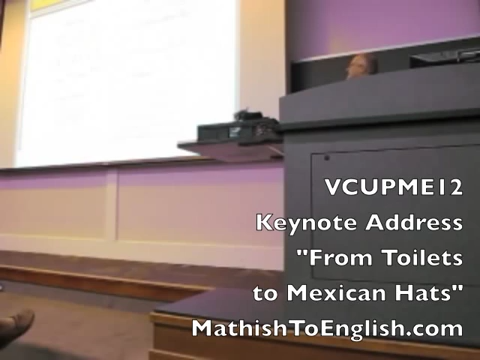 VCUPME12
Keynote Address
"From Toilets
to Mexican Hats"
MathishToEnglish.com